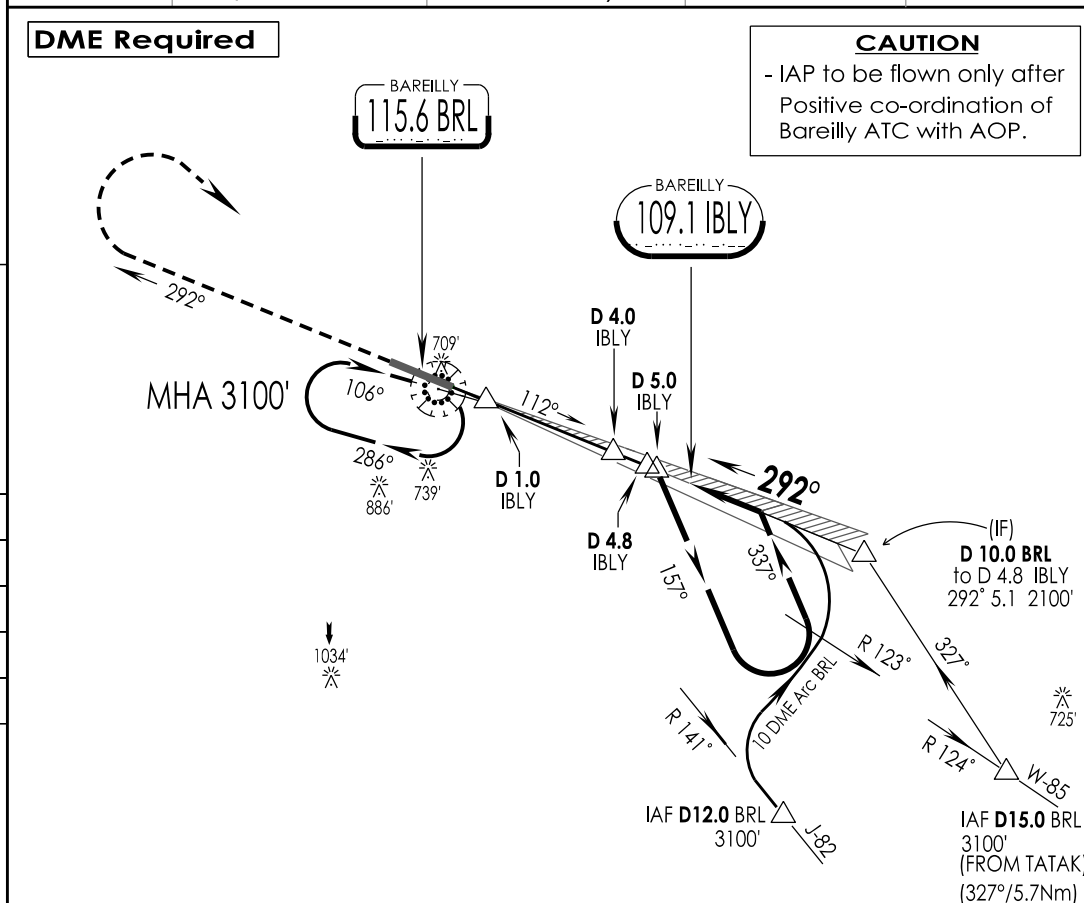 DME Required
CAUTION
- IAP to be flown only after
Positive co-ordination of
Bareilly ATC with AOP.
BAREILLY
115.6 BRL
BAREILLY
109.1 IBLY
292°
D 4.0
IBLY
709'
MHA 3100'
106°
D 5.0
IBLY
112°
286°
739'
886'
D 1.0
IBLY
292°
D 4.8
IBLY
(IF)
D 10.0 BRL
to D 4.8 IBLY
292° 5.1 2100'
157°
337°
1034'
R 123°
327°
10 DME Arc BRL
725'
R 141°
R 124°
W-85
IAF D12.0 BRL
3100'
J-82
IAF D15.0 BRL
3100'
(FROM TATAK)
(327°/5.7Nm)